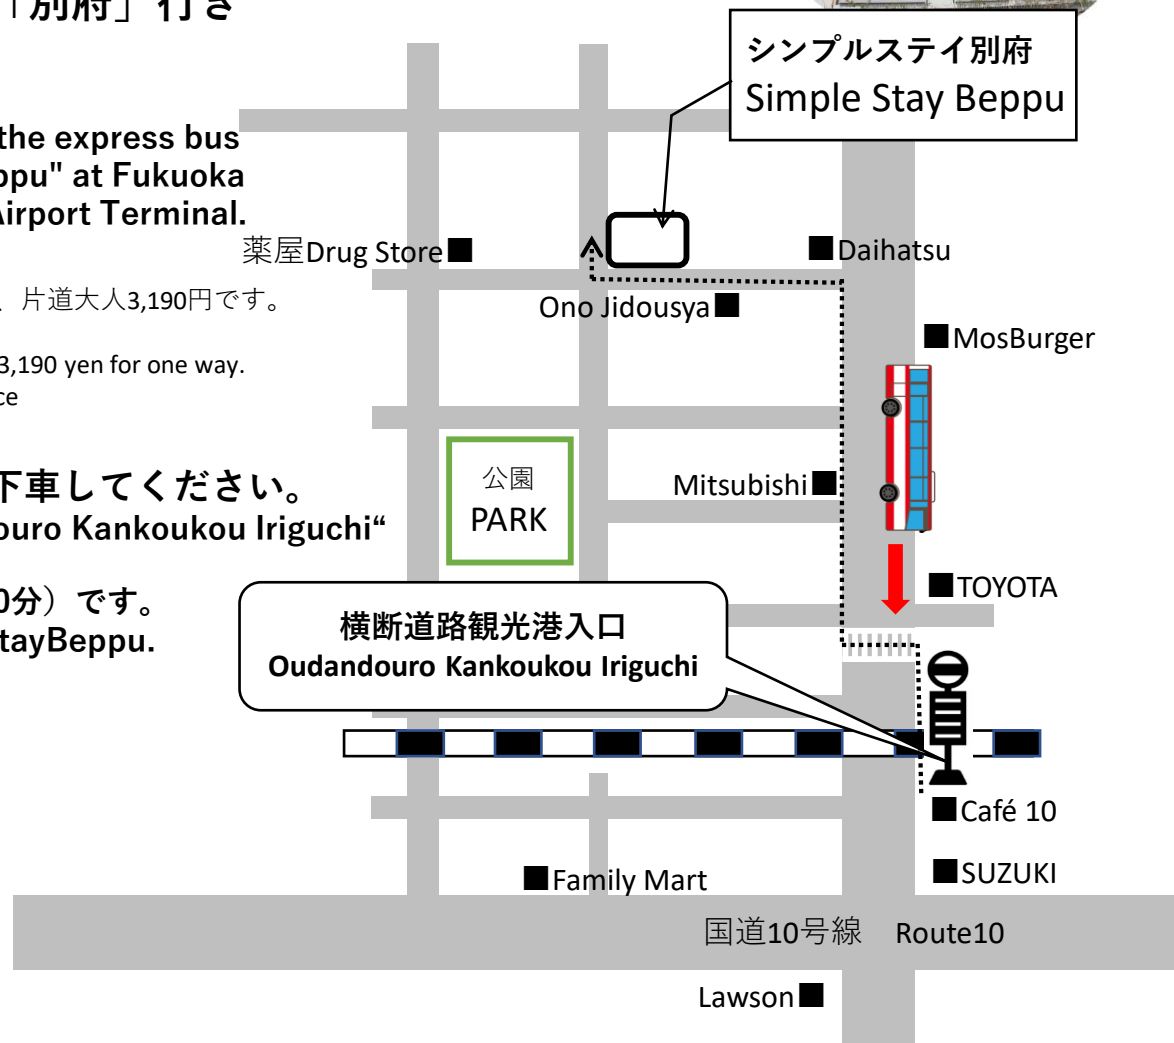 「別府」行き
シンプルステイ別府
Simple Stay Beppu
the express bus
ppu" at Fukuoka
Airport Terminal.
薬屋Drug Store■
■Daihatsu
、片道大人3,190円です。
Ono Jidousya■
■MosBurger
3,190 yen for one way.
ce
下車してください。
公園
PARK
Mitsubishi■
ouro Kankoukou Iriguchi“
0分）です。
■TOYOTA
横断道路観光港入口
Oudandouro Kankoukou Iriguchi
tayBeppu.
■Café 10
■Family Mart
■SUZUKI
国道10号線 Route10
Lawson■